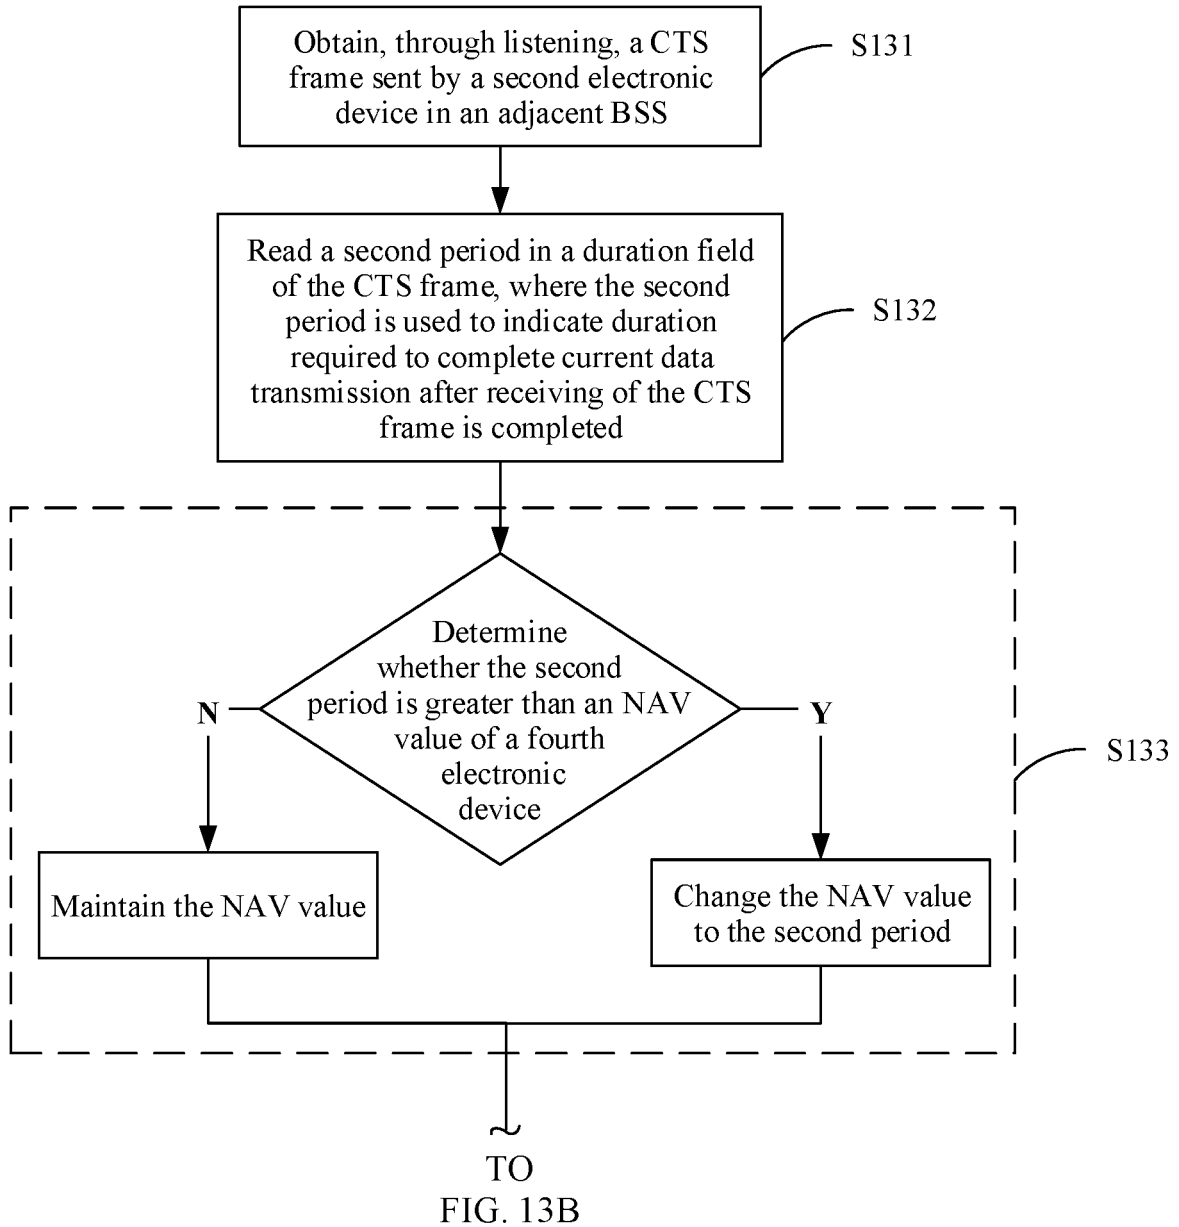 Obtain, through listening, a CTS
frame sent by a second electronic
device in an adjacent BSS
S131
Read a second period in a duration field
of the CTS frame, where the second
period is used to indicate duration
required to complete current data
transmission after receiving of the CTS
frame is completed
S132
Determine
whether the second
period is greater than an NAV
value of a fourth
electronic
device
N
Y
S133
Maintain the NAV value
Change the NAV value
to the second period
TO
FIG. 13B